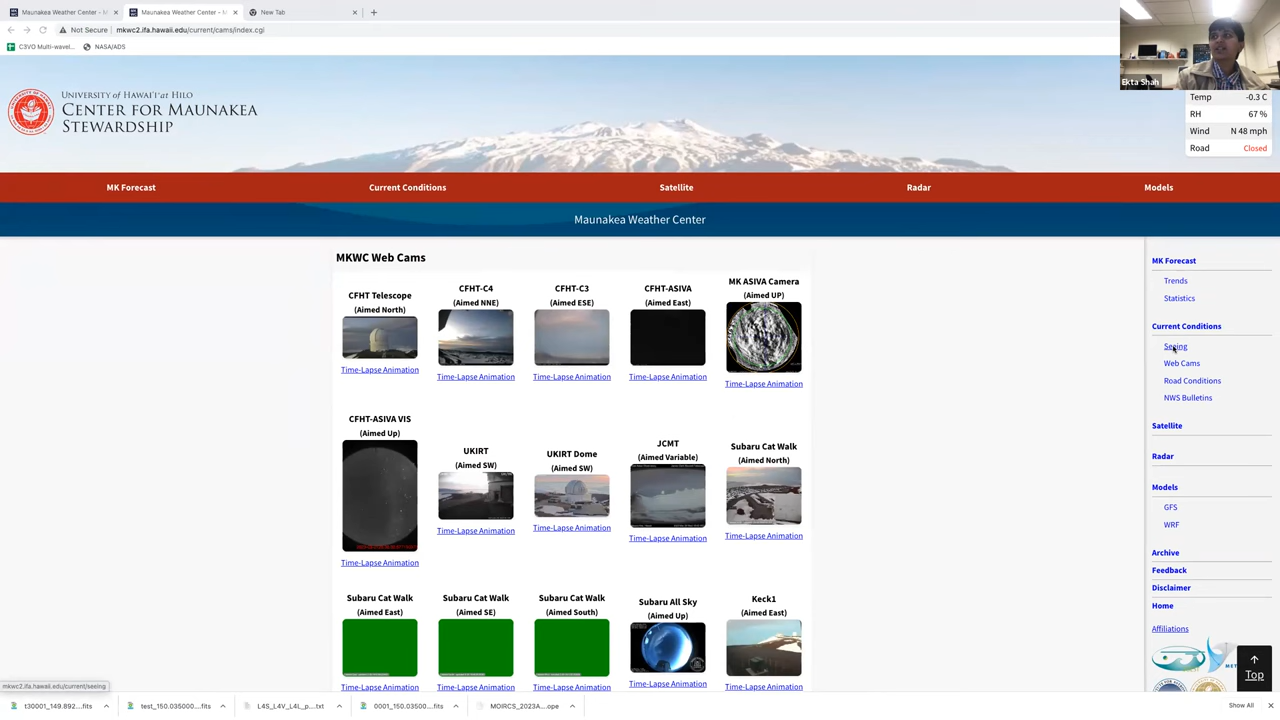 Maunakea Weather Center – M
Maunakea Weather Center – M
New Tab
Not Secure
mkwc2.ifa.hawaii.edu/current/cams/index.cgi
C3VO Multi-wavel...
NASA/ADS
Ekta Shah
UNIVERSITY OF HAWAIʻI AT HILO
CENTER FOR MAUNAKEA
STEWARDSHIP
Temp -0.3 C
RH 67 %
Wind N 48 mph
Road Closed
MK Forecast
Current Conditions
Satellite
Radar
Models
Maunakea Weather Center
MKWC Web Cams
CFHT Telescope
(Aimed North)
Time-Lapse Animation
CFHT-C4
(Aimed NNE)
Time-Lapse Animation
CFHT-C3
(Aimed ESE)
Time-Lapse Animation
CFHT-ASIVA
(Aimed East)
Time-Lapse Animation
MK ASIVA Camera
(Aimed UP)
Time-Lapse Animation
CFHT-ASIVA VIS
(Aimed Up)
Time-Lapse Animation
UKIRT
(Aimed SW)
Time-Lapse Animation
UKIRT Dome
(Aimed SW)
Time-Lapse Animation
JCMT
(Aimed Variable)
Time-Lapse Animation
Subaru Cat Walk
(Aimed North)
Time-Lapse Animation
Subaru Cat Walk
(Aimed East)
Time-Lapse Animation
Subaru Cat Walk
(Aimed SE)
Time-Lapse Animation
Subaru Cat Walk
(Aimed South)
Time-Lapse Animation
Subaru All Sky
(Aimed Up)
Time-Lapse Animation
Keck1
(Aimed East)
Time-Lapse Animation
MK Forecast
Trends
Statistics
Current Conditions
Seeing
Web Cams
Road Conditions
NWS Bulletins
Satellite
Radar
Models
GFS
WRF
Archive
Feedback
Disclaimer
Home
Affiliations
Top
mkwc2.ifa.hawaii.edu/current/seeing
t30001_149.892....fits
test_150.035000....fits
L4S_L4V_L4L_p....txt
0001_150.03500....fits
MOIRCS_2023A....ope
Show All